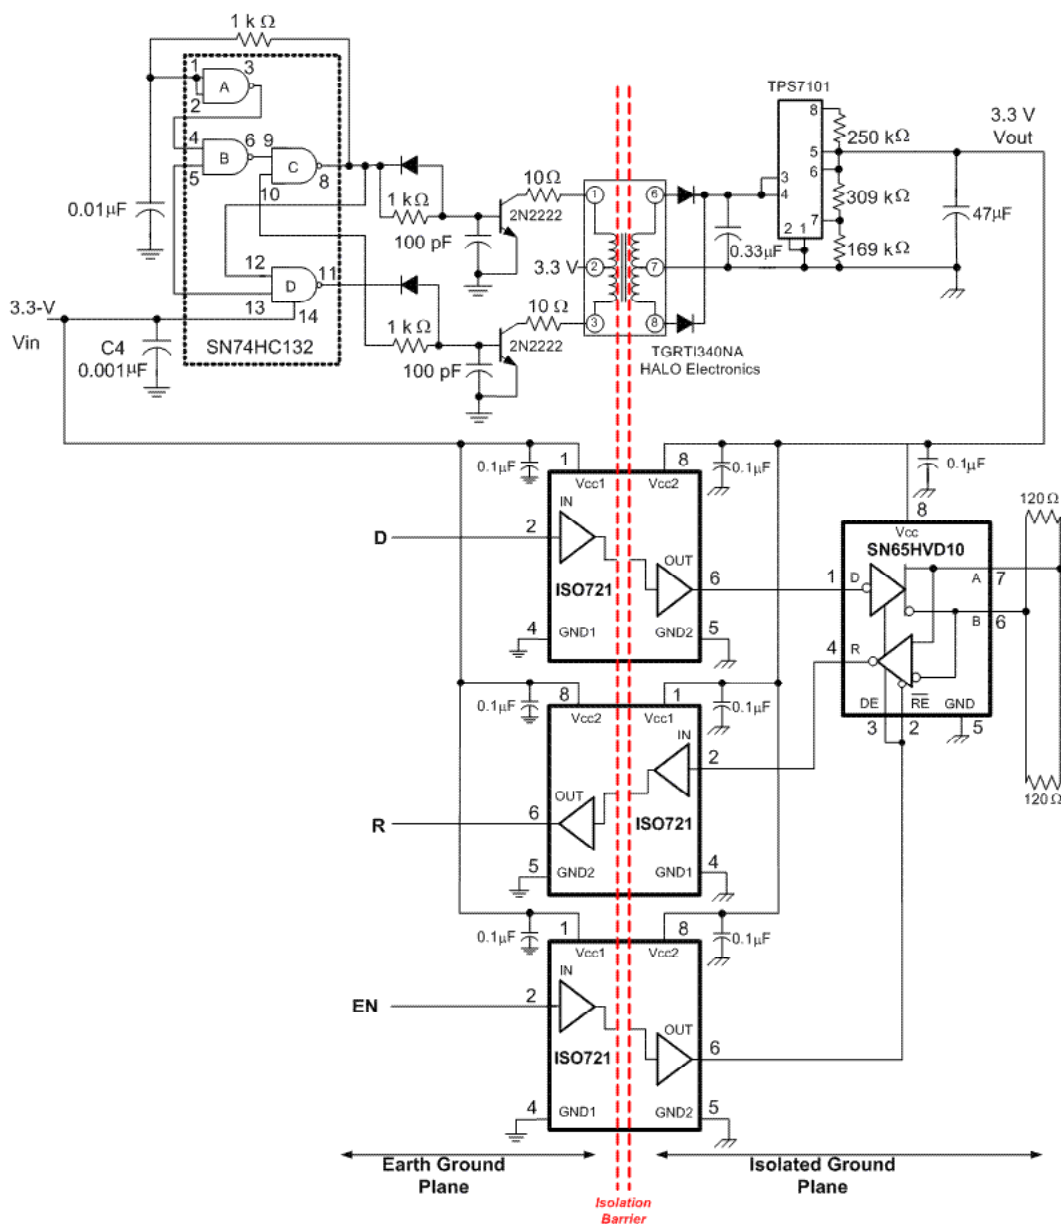 1 kΩ
1
2
3
A
4
5
6
B
9
10
8
C
12
13
11
14
D
0.01µF
SN74HC132
3.3-V
Vin
C4
0.001µF
1 kΩ
100 pF
2N2222
10Ω
1 kΩ
100 pF
2N2222
10 Ω
3.3 V
1
2
3
6
7
8
TGRTI340NA
HALO Electronics
TPS7101
8
5
6
7
3
4
2
1
250 kΩ
309 kΩ
169 kΩ
0.33µF
47µF
3.3 V
Vout
0.1µF
1
8
0.1µF
0.1µF
Vcc1
Vcc2
IN
OUT
D
2
6
ISO721
4
GND1
GND2
5
8
Vcc
SN65HVD10
120Ω
1
D
A
7
B
6
4
R
DE
RE
GND
3
2
5
120Ω
0.1µF
8
1
0.1µF
Vcc2
Vcc1
IN
2
OUT
R
6
ISO721
5
GND2
GND1
4
0.1µF
1
8
0.1µF
Vcc1
Vcc2
IN
EN
2
OUT
6
ISO721
4
GND1
GND2
5
Earth Ground
Plane
Isolated Ground
Plane
Isolation
Barrier